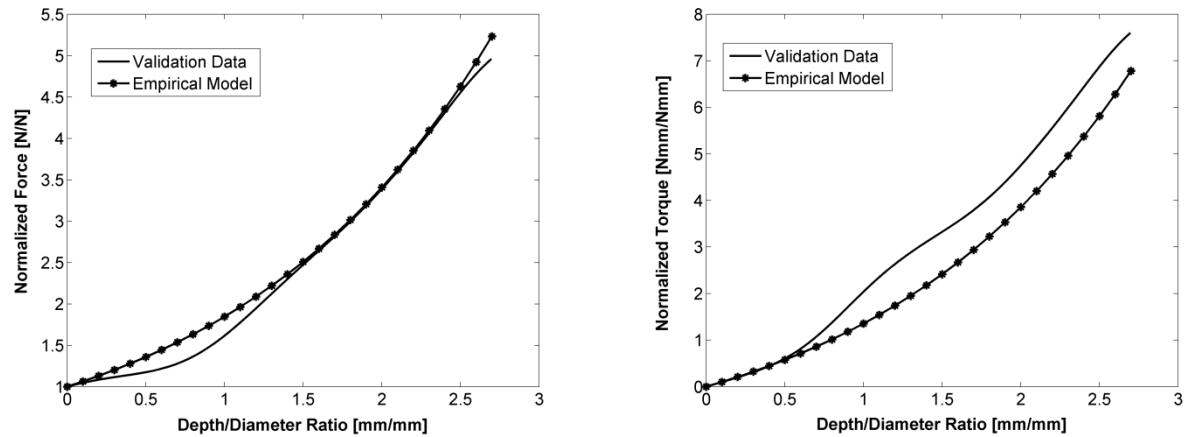 5.5
5
4.5
4
3.5
3
2.5
2
1.5
1
Normalized Force [N/N]
Validation Data
Empirical Model
0 0.5 1 1.5 2 2.5 3
Depth/Diameter Ratio [mm/mm]
8
7
6
5
4
3
2
1
0
Normalized Torque [Nmm/Nmm]
Validation Data
Empirical Model
0 0.5 1 1.5 2 2.5 3
Depth/Diameter Ratio [mm/mm]